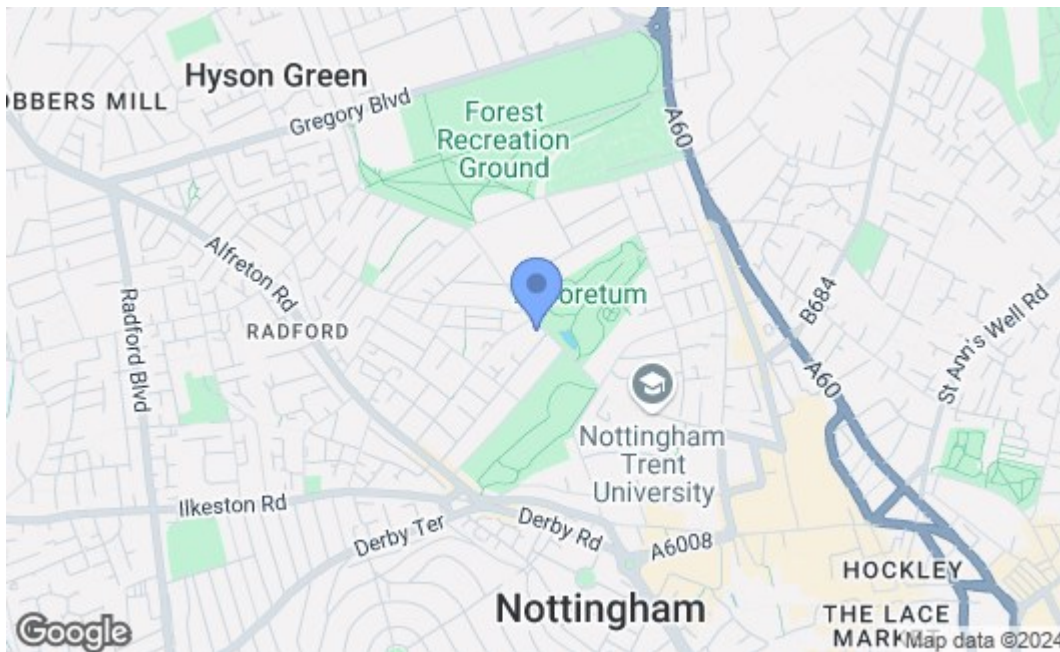 Hyson Green
OBBERS MILL
Gregory Blvd
Forest
Recreation
Ground
A60
Alfreton Rd
Radford Blvd
RADFORD
oretum
B684
St Ann's Well Rd
A60
Nottingham
Trent
University
Ilkeston Rd
Derby Ter
Derby Rd
A6008
HOCKLEY
Nottingham
THE LACE
MARK
Google
Map data ©2024